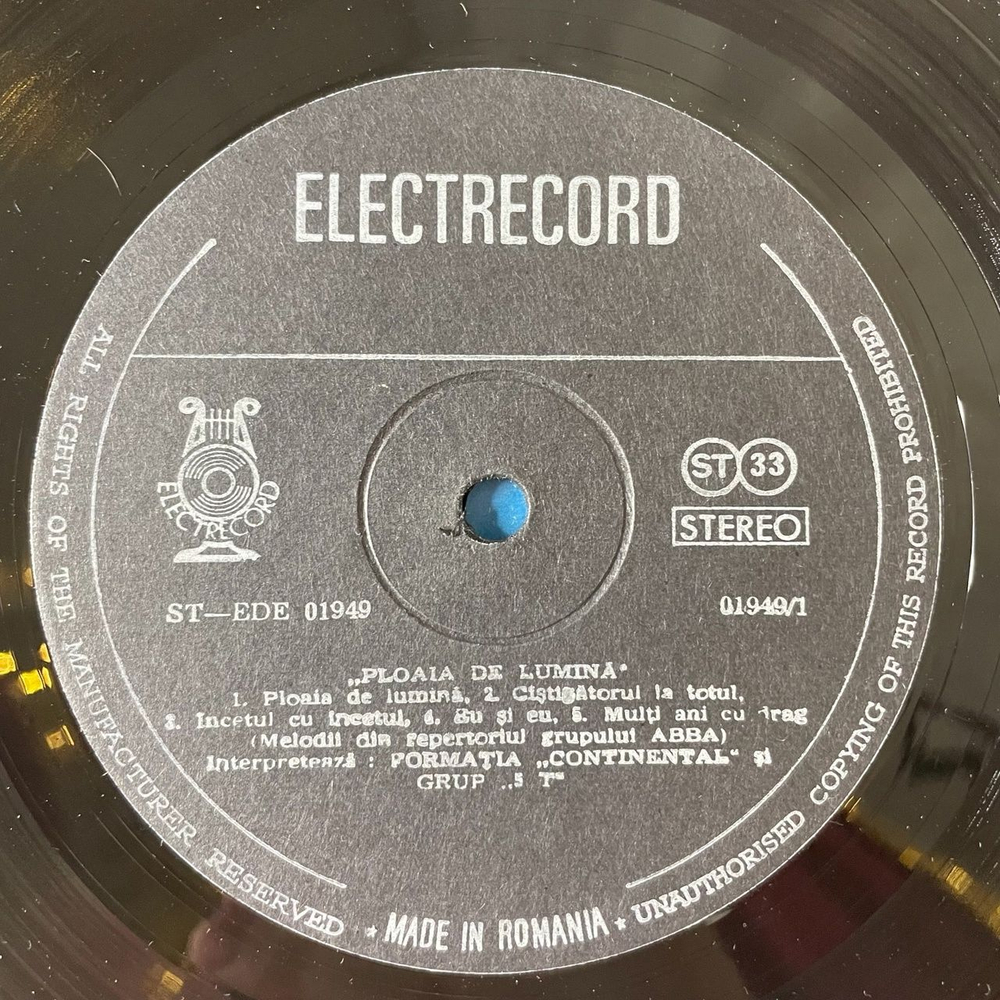 ELECTRECORD
ALL RIGHTS OF THE MANUFACTURER RESERVED
UNAUTHORISED COPYING OF THIS RECORD PROHIBITED
ELECTRECORD
ST 33
STEREO
ST—EDE 01949
01949/1
„PLOAIA DE LUMINĂ“
1. Ploaia de lumină, 2. Cîștigătorul ia totul,
3. Incetul cu incetul, 4. Eu și eu, 5. Mulți ani cu drag
(Melodii din repertoriul grupului ABBA)
Interpretează : FORMAȚIA „CONTINENTAL“ și
GRUP „5 T“
* MADE IN ROMANIA *